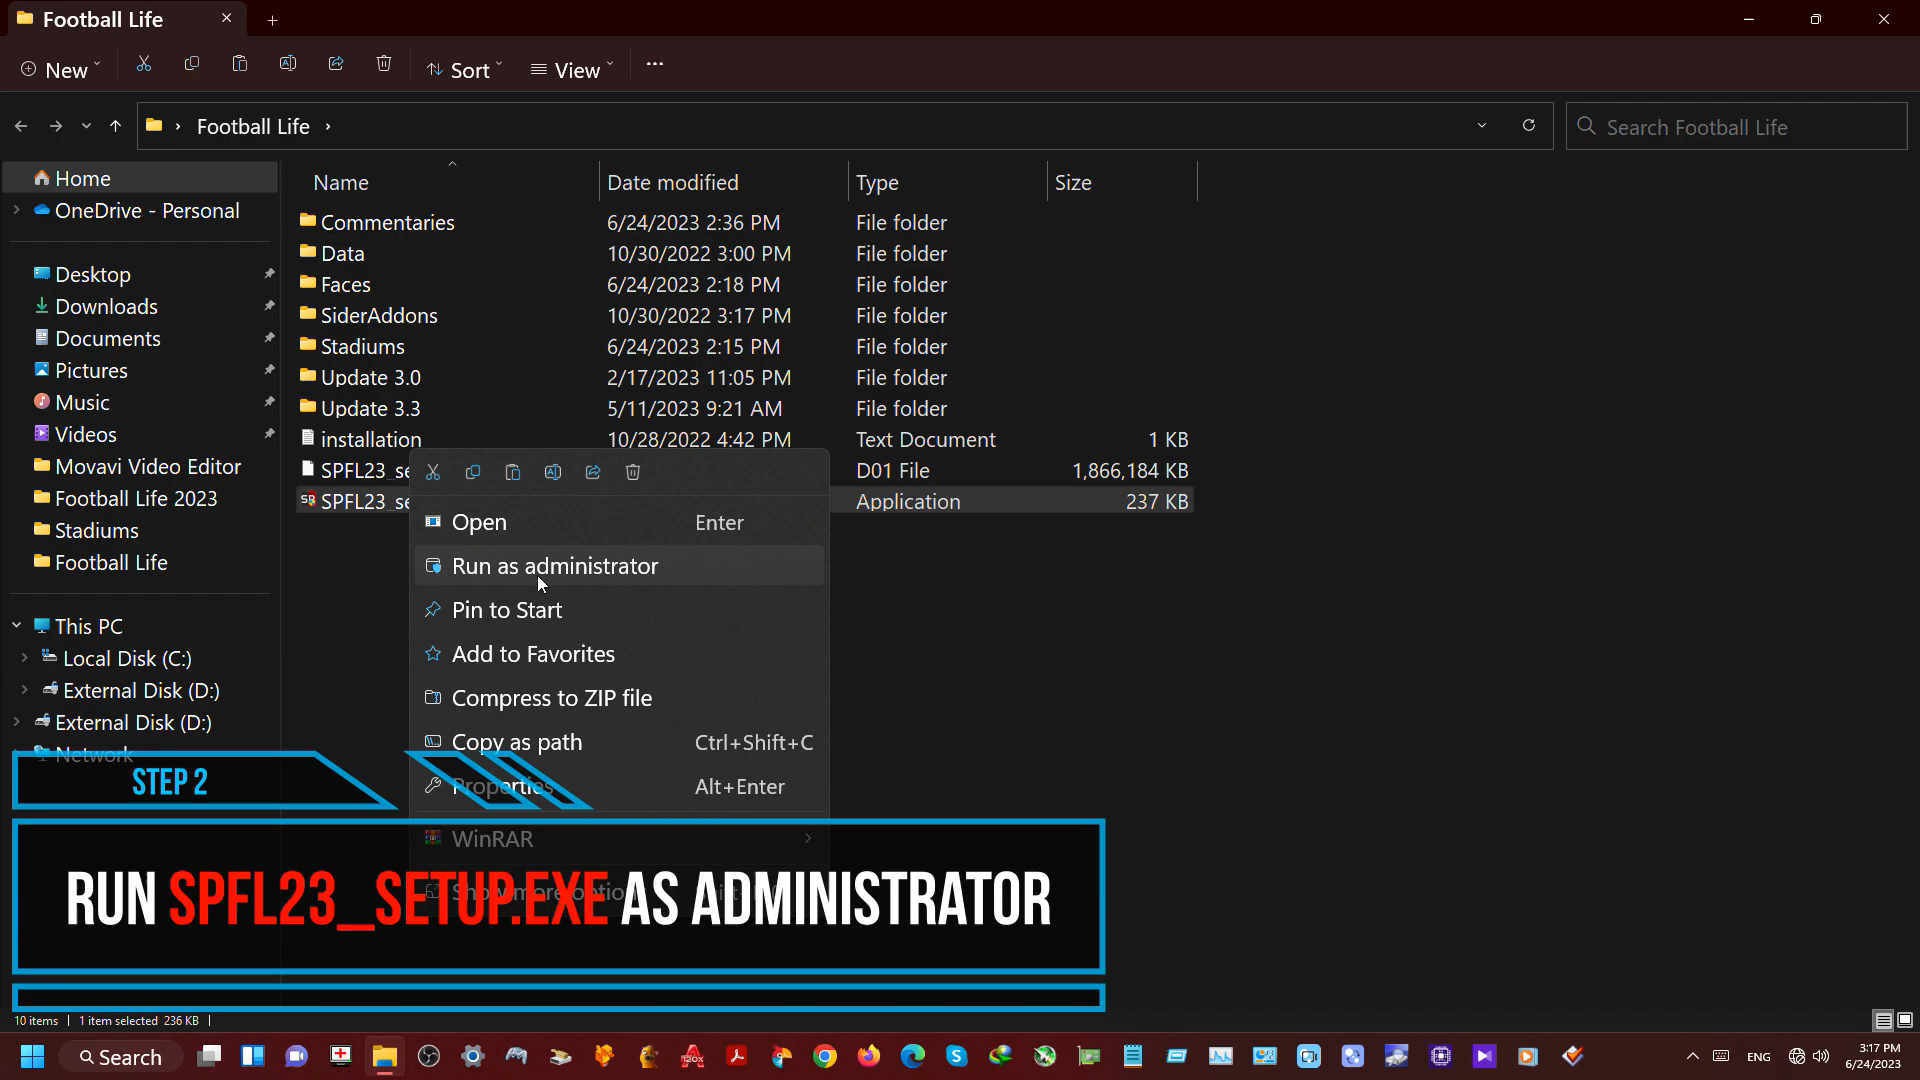 Football Life
New
Sort
View
Football Life
Search Football Life
Home
OneDrive - Personal
Desktop
Downloads
Documents
Pictures
Music
Videos
Movavi Video Editor
Football Life 2023
Stadiums
Football Life
This PC
Local Disk (C:)
External Disk (D:)
External Disk (D:)
Network
Name Date modified Type Size
Commentaries 6/24/2023 2:36 PM File folder
Data 10/30/2022 3:00 PM File folder
Faces 6/24/2023 2:18 PM File folder
SiderAddons 10/30/2022 3:17 PM File folder
Stadiums 6/24/2023 2:15 PM File folder
Update 3.0 2/17/2023 11:05 PM File folder
Update 3.3 5/11/2023 9:21 AM File folder
installation 10/28/2022 4:42 PM Text Document 1 KB
SPFL23_se D01 File 1,866,184 KB
SPFL23_se Application 237 KB
Open Enter
Run as administrator
Pin to Start
Add to Favorites
Compress to ZIP file
Copy as path Ctrl+Shift+C
Properties Alt+Enter
WinRAR
Show more option
STEP 2
RUN SPFL23_SETUP.EXE AS ADMINISTRATOR
10 items 1 item selected 236 KB
Search
120%
ENG
3:17 PM
6/24/2023